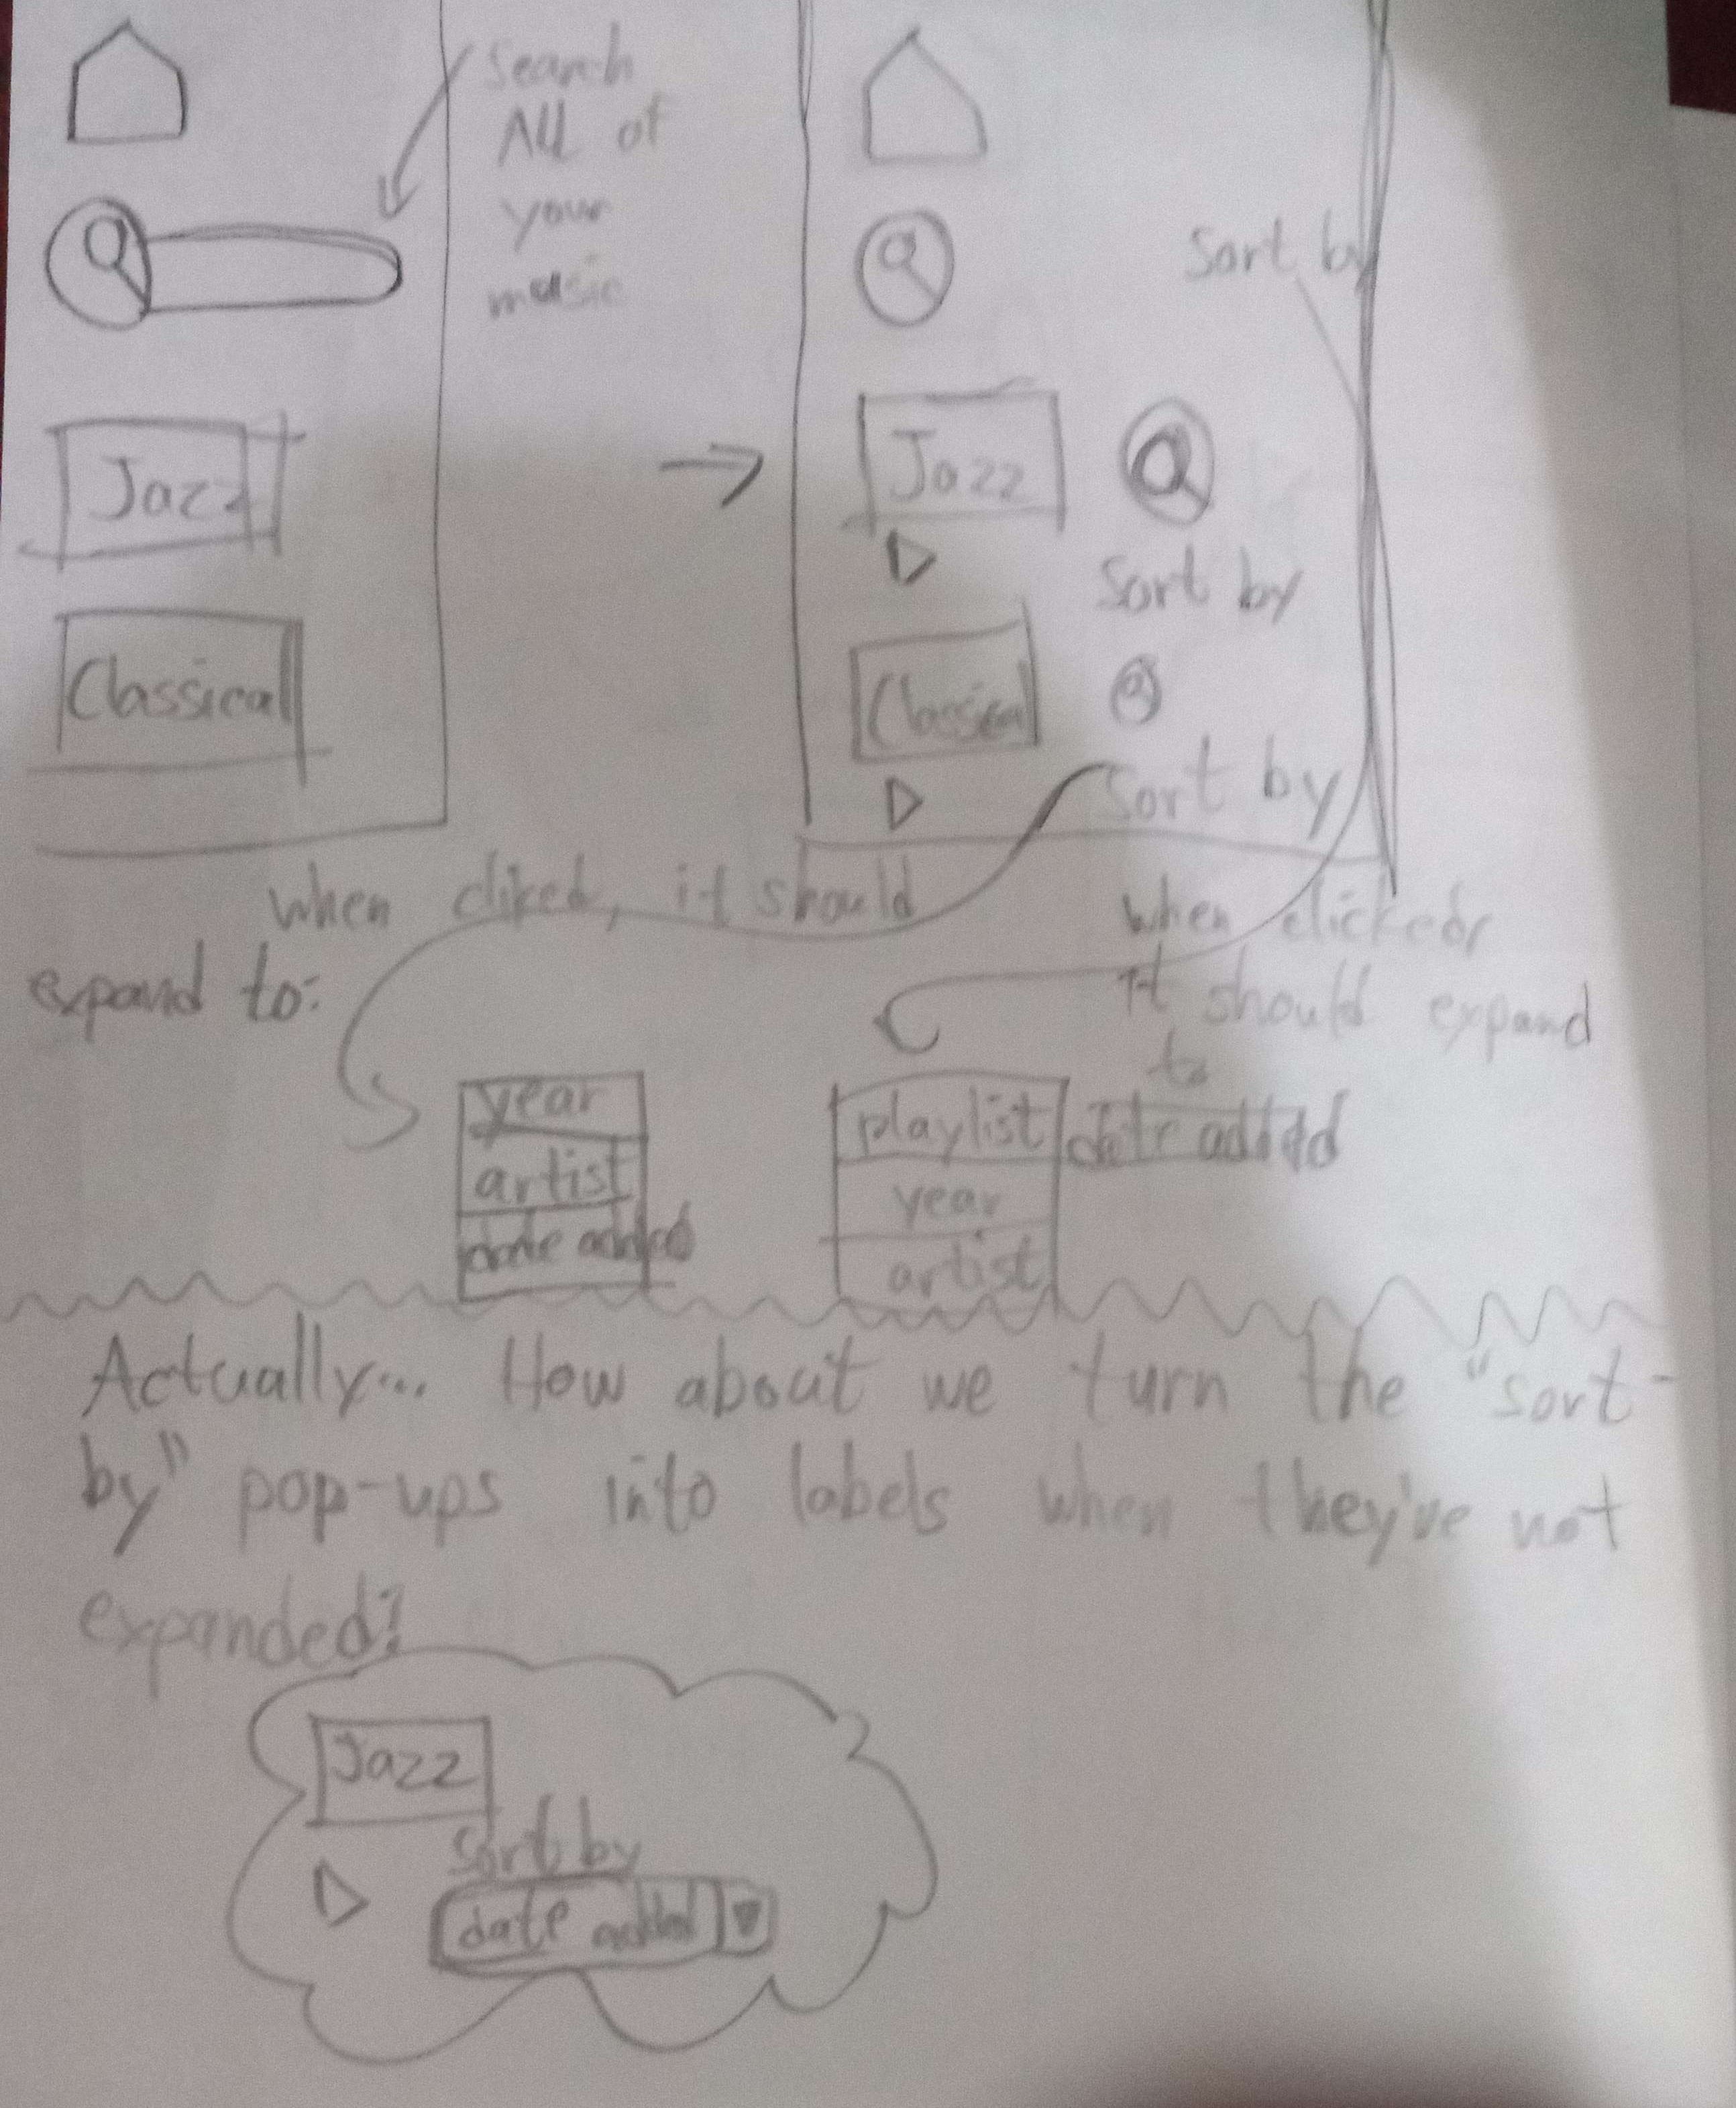 Search
All of
your
music
Jazz
Classical
Sort by
Jazz
Sort by
Classical
Sort by
when cliked, it should
expand to:
when clicked,
it should expand
to
year
artist
date added
playlist
date added
year
artist
Actually... How about we turn the "sort-
by" pop-ups into labels when they've not
expanded?
Jazz
Sort by
date added